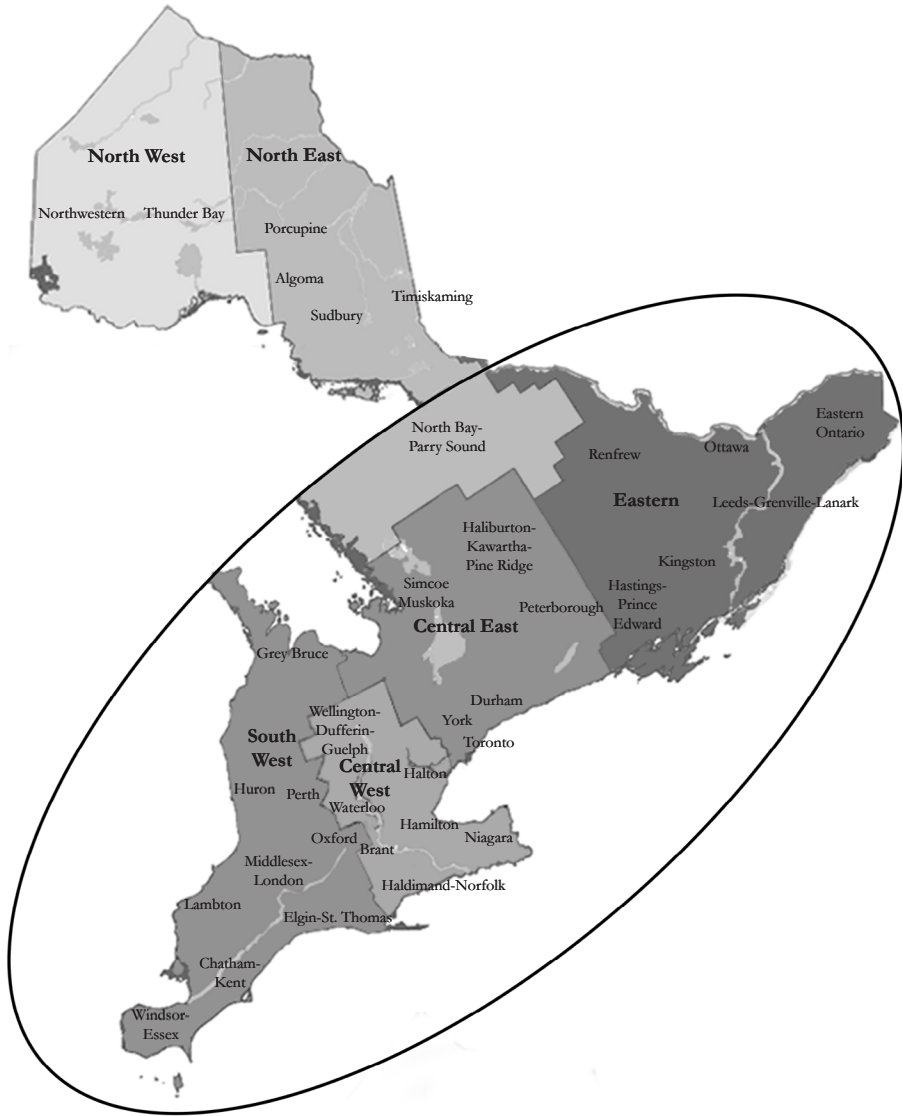 North West
North East
Northwestern
Thunder Bay
Porcupine
Algoma
Timiskaming
Sudbury
North Bay-
Parry Sound
Eastern
Ontario
Renfrew
Ottawa
Eastern
Leeds-Grenville-Lanark
Haliburton-
Kawartha-
Pine Ridge
Kingston
Simcoe
Muskoka
Peterborough
Hastings-
Prince
Edward
Central East
Grey Bruce
Durham
Wellington-
Dufferin-
Guelph
York
Toronto
South
West
Central
West
Halton
Huron
Perth
Waterloo
Hamilton
Niagara
Oxford
Brant
Middlesex-
London
Haldimand-Norfolk
Lambton
Elgin-St. Thomas
Chatham-
Kent
Windsor-
Essex